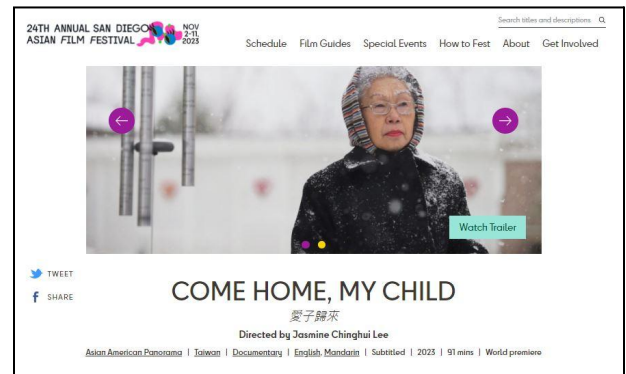 24TH ANNUAL SAN DIEGO
ASIAN FILM FESTIVAL
NOV
2-11,
2023
Search titles and descriptions
Schedule Film Guides Special Events How to Fest About Get Involved
Watch Trailer
TWEET
SHARE
COME HOME, MY CHILD
愛子歸來
Directed by Jasmine Chinghui Lee
Asian American Panorama | Taiwan | Documentary | English, Mandarin | Subtitled | 2023 | 91 mins | World premiere